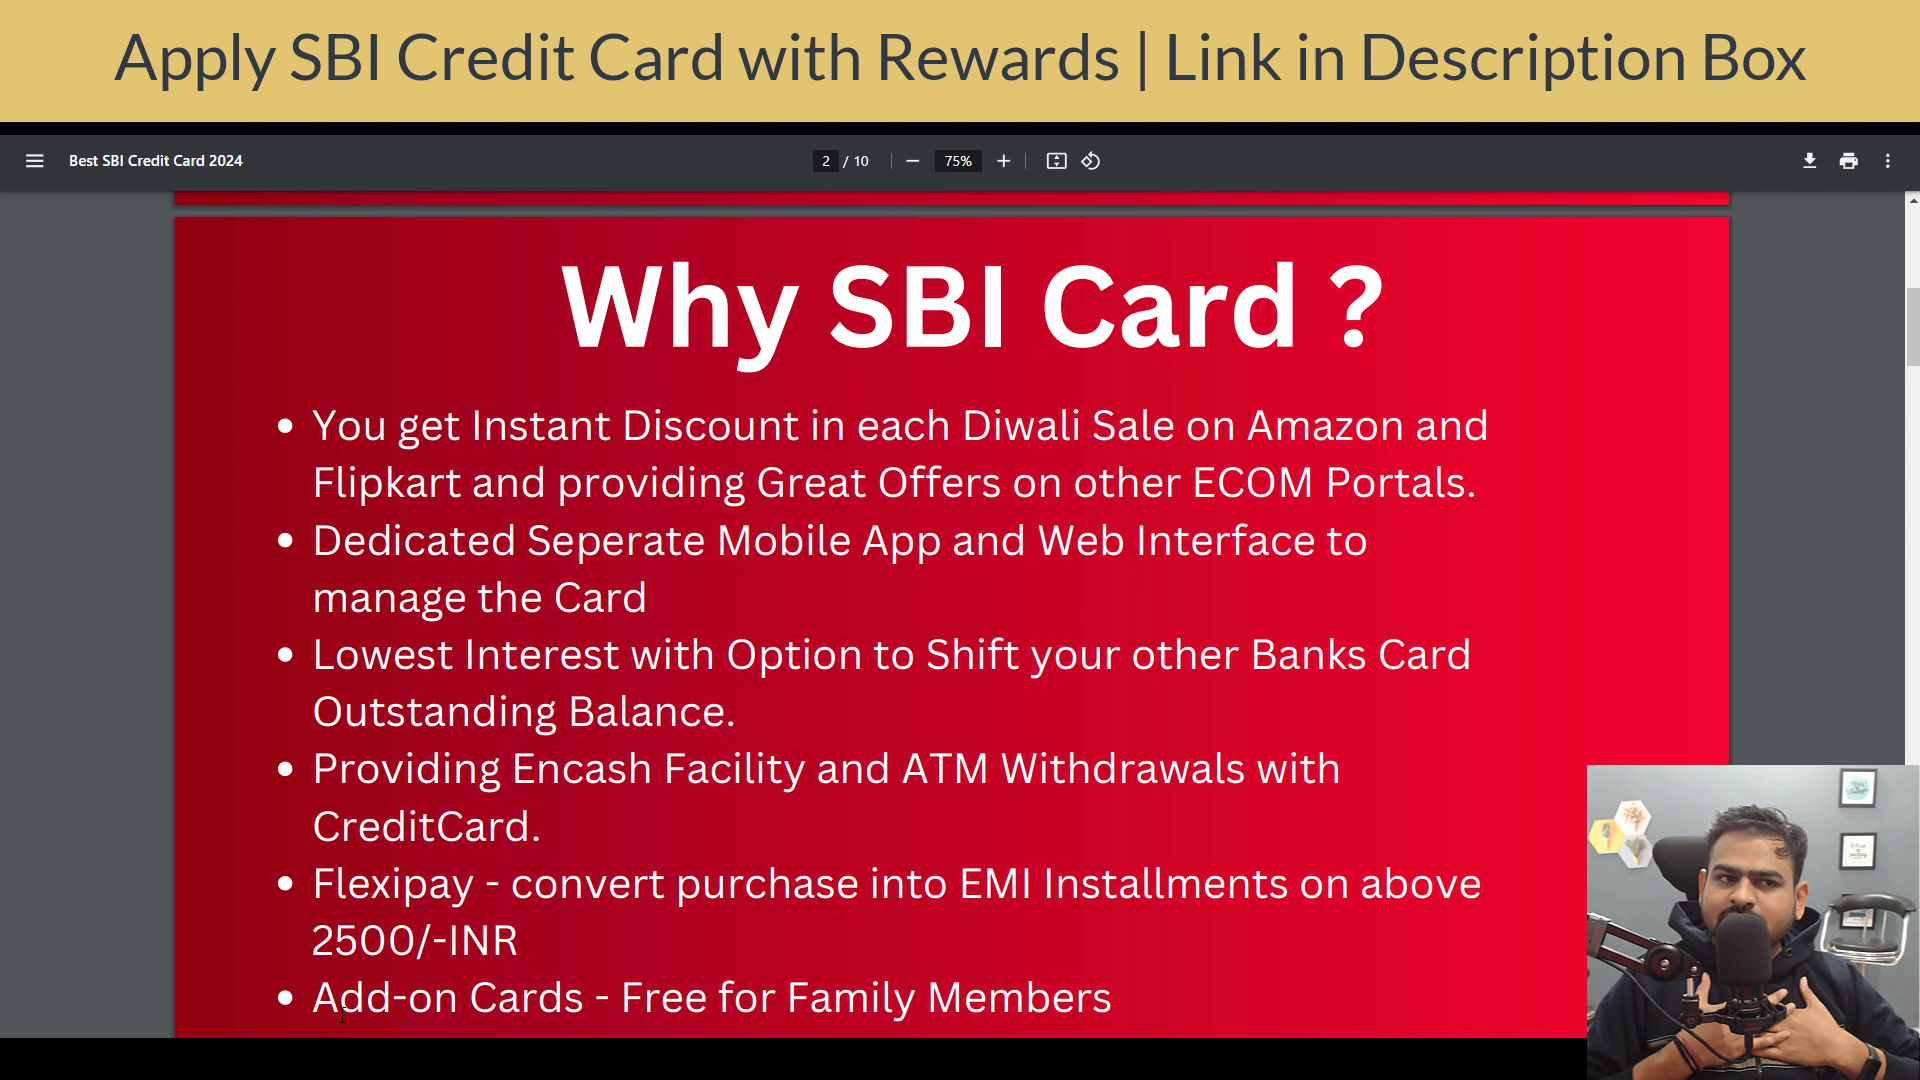 Apply SBI Credit Card with Rewards | Link in Description Box
Best SBI Credit Card 2024
2 / 10
75%
Why SBI Card ?
You get Instant Discount in each Diwali Sale on Amazon and
Flipkart and providing Great Offers on other ECOM Portals.
Dedicated Seperate Mobile App and Web Interface to
manage the Card
Lowest Interest with Option to Shift your other Banks Card
Outstanding Balance.
Providing Encash Facility and ATM Withdrawals with
CreditCard.
Flexipay - convert purchase into EMI Installments on above
2500/-INR
Add-on Cards - Free for Family Members